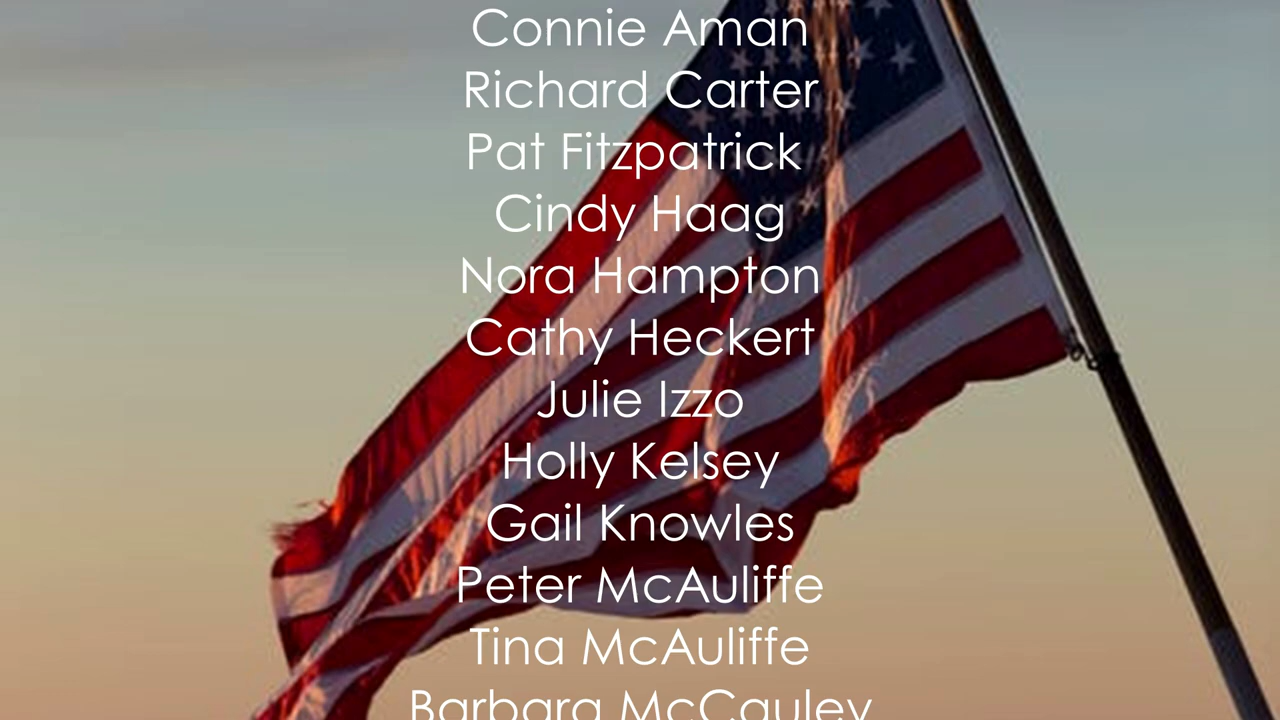 Connie Aman
Richard Carter
Pat Fitzpatrick
Cindy Haag
Nora Hampton
Cathy Heckert
Julie Izzo
Holly Kelsey
Gail Knowles
Peter McAuliffe
Tina McAuliffe
Barbara McCauley